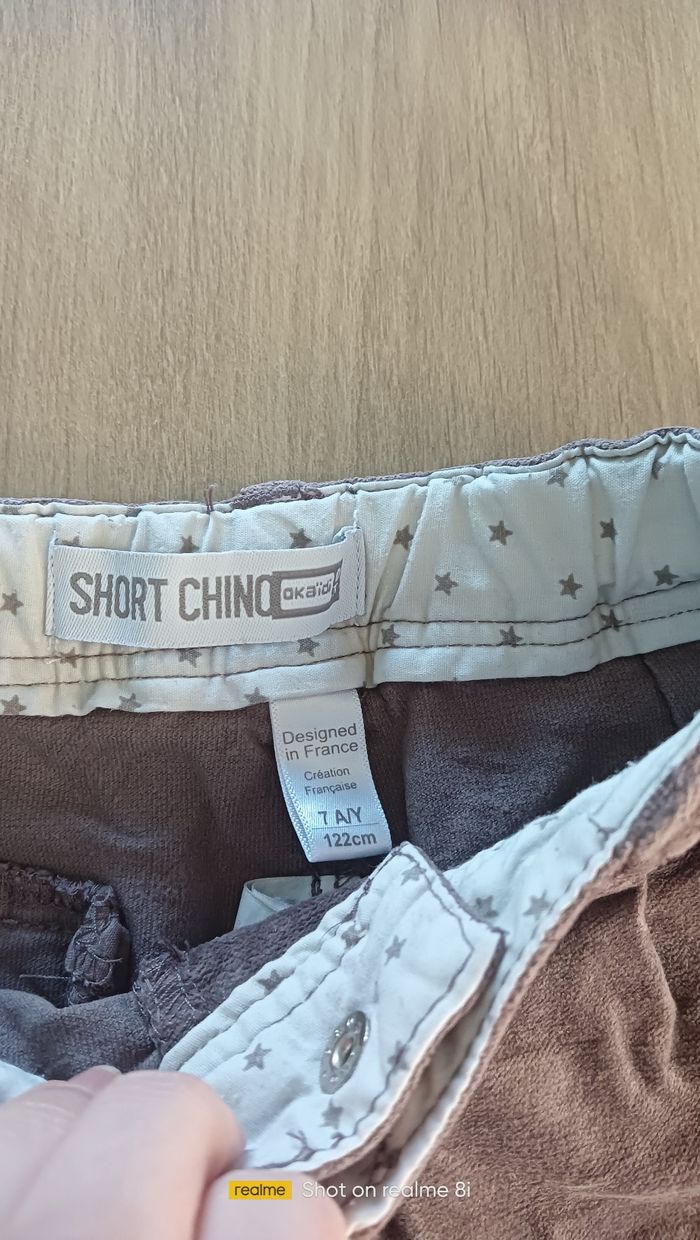 SHORT CHINO okaïdi
Designed
in France
Création
Française
7 A/Y
122cm
realme Shot on realme 8i